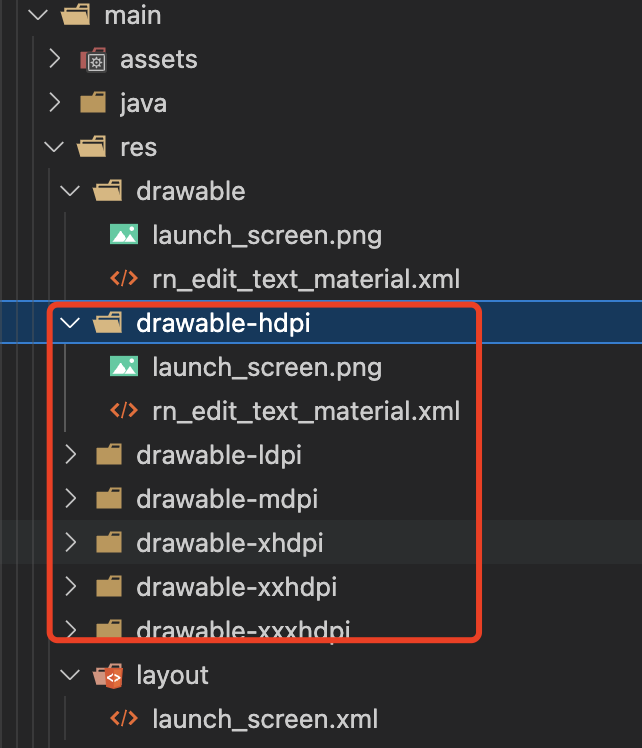 main
assets
java
res
drawable
launch_screen.png
rn_edit_text_material.xml
drawable-hdpi
launch_screen.png
rn_edit_text_material.xml
drawable-ldpi
drawable-mdpi
drawable-xhdpi
drawable-xxhdpi
drawable-xxxhdpi
layout
launch_screen.xml